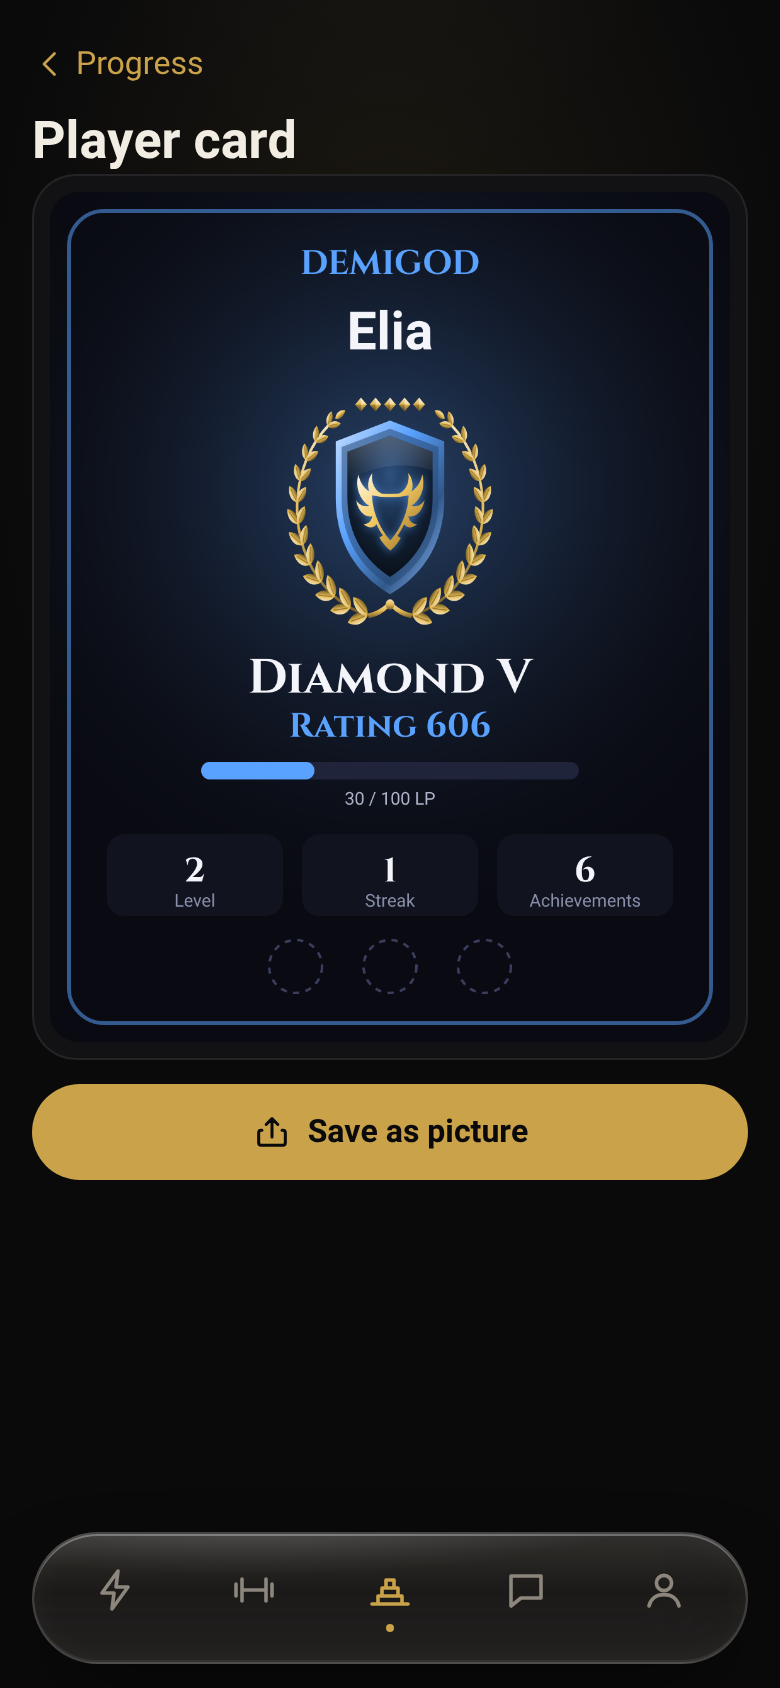 Progress
Player card
DEMIGOD
Elia
Diamond V
Rating 606
30 / 100 LP
2 1 6
Level Streak Achievements
Save as picture